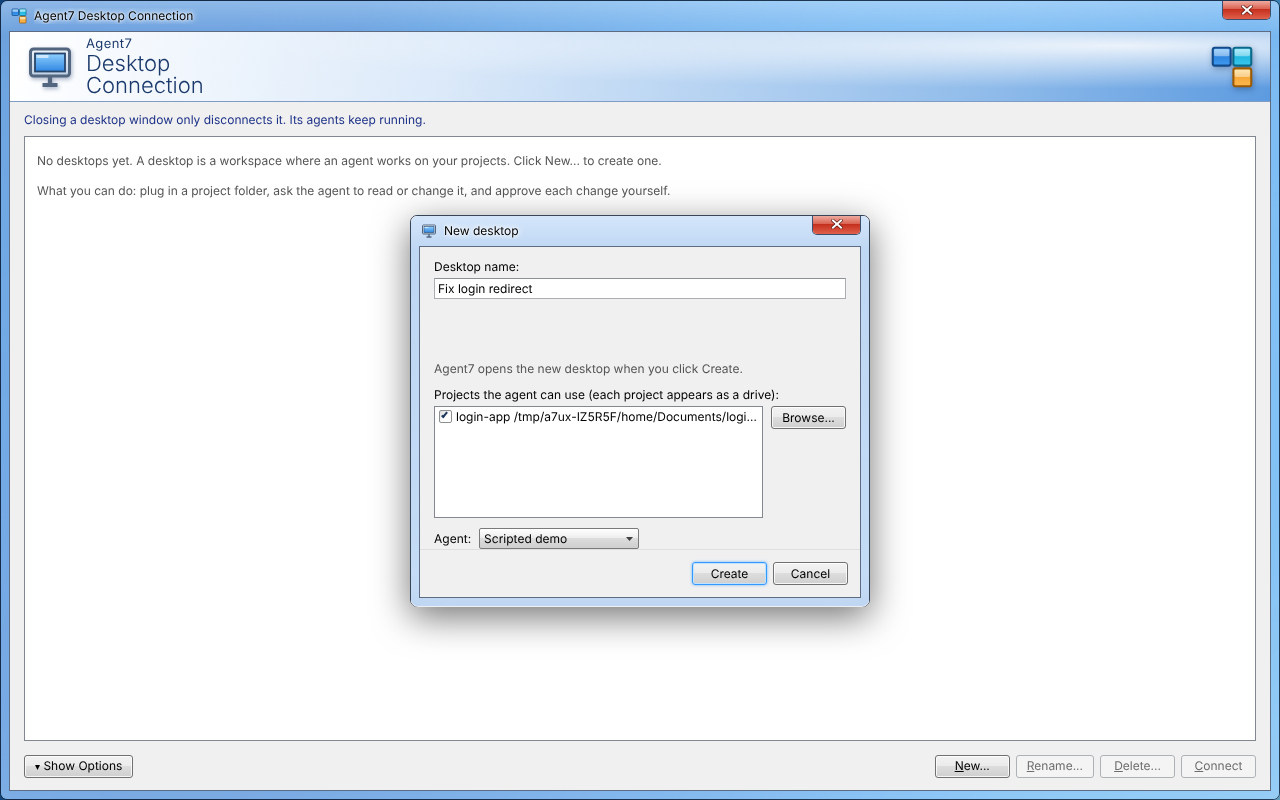 Agent7 Desktop Connection
Agent7
Desktop
Connection
Closing a desktop window only disconnects it. Its agents keep running.
No desktops yet. A desktop is a workspace where an agent works on your projects. Click New... to create one.
What you can do: plug in a project folder, ask the agent to read or change it, and approve each change yourself.
New desktop
Desktop name:
Fix login redirect
Agent7 opens the new desktop when you click Create.
Projects the agent can use (each project appears as a drive):
login-app /tmp/a7ux-IZ5R5F/home/Documents/logi...
Browse...
Agent:
Scripted demo
Create
Cancel
Show Options
New...
Rename...
Delete...
Connect